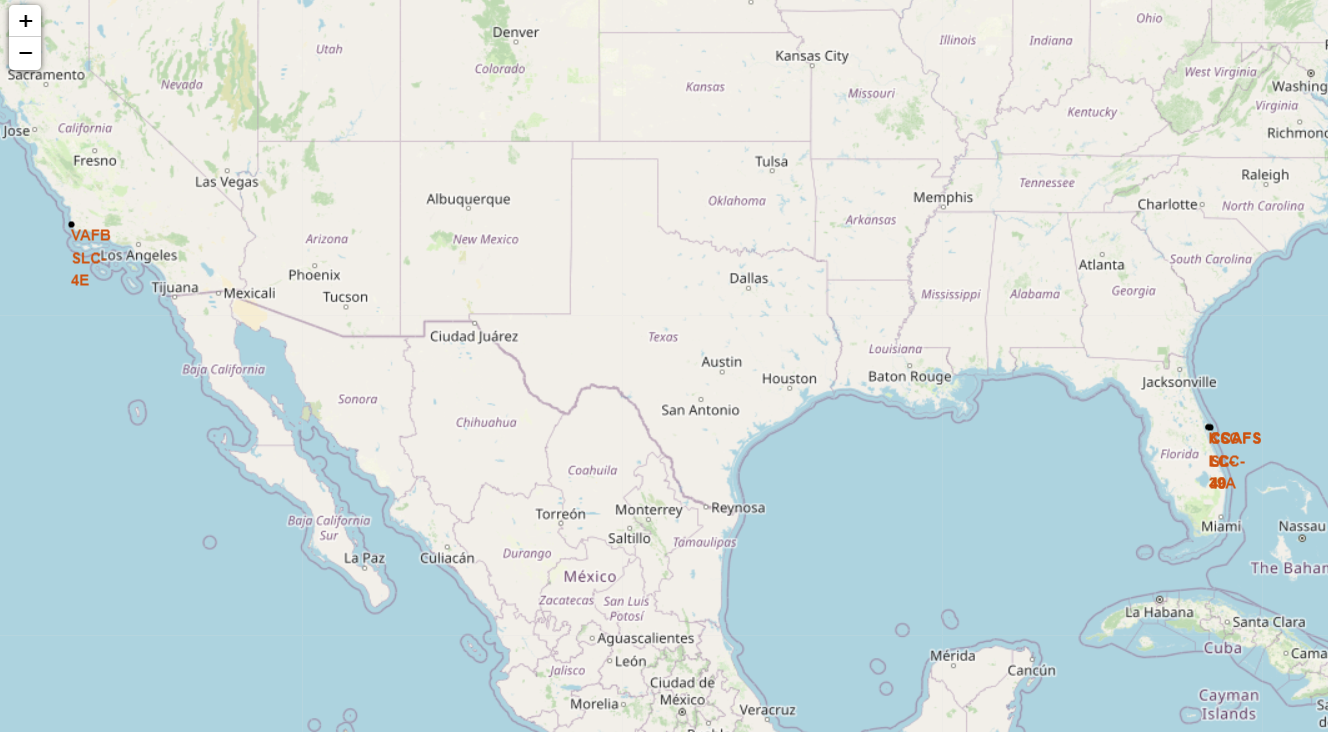 +
−
Denver
Ohio
Utah
Colorado
Illinois
Indiana
Kansas City
Sacramento
Nevada
Kansas
Missouri
West Virginia
Washing
Virginia
Kentucky
Jose
California
Richmond
Fresno
Las Vegas
Tulsa
Raleigh
Tennessee
Albuquerque
Oklahoma
Memphis
Charlotte
North Carolina
Arkansas
VAFB
SLC-
4E
Los Angeles
Arizona
New Mexico
Phoenix
Tucson
Dallas
Atlanta
South Carolina
Tijuana
Mexicali
Mississippi
Alabama
Georgia
Ciudad Juárez
Texas
Louisiana
Austin
Houston
Baton Rouge
Baja California
Jacksonville
Sonora
San Antonio
Chihuahua
Florida
Coahuila
Torreón
Monterrey
Reynosa
Baja California
Sur
Saltillo
Tamaulipas
Miami
Nassau
La Paz
Culiacán
Durango
México
The Baham
Zacatecas
San Luis
Potosí
La Habana
Santa Clara
Aguascalientes
Cuba
Cama
León
Jalisco
Mérida
Cancún
Ciudad de
México
Morelia
Veracruz
Cayman
Islands